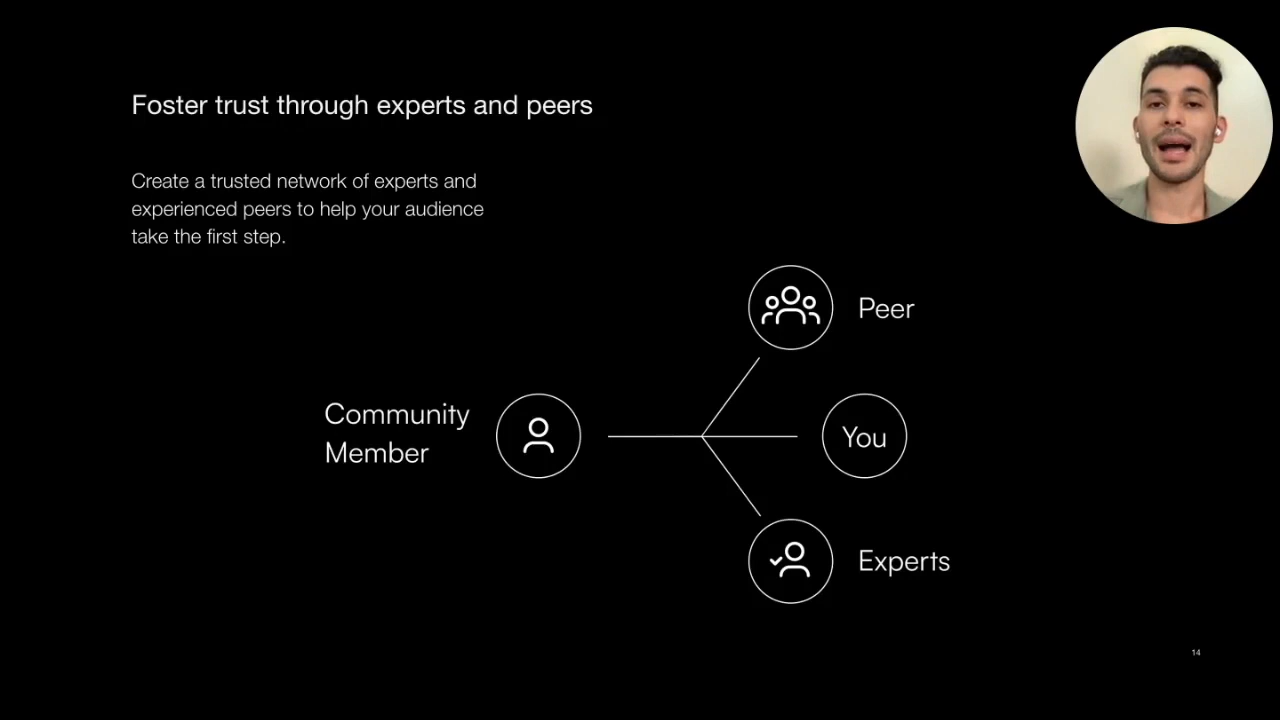 Foster trust through experts and peers
Create a trusted network of experts and
experienced peers to help your audience
take the first step.
Peer
Community
Member
You
Experts
14